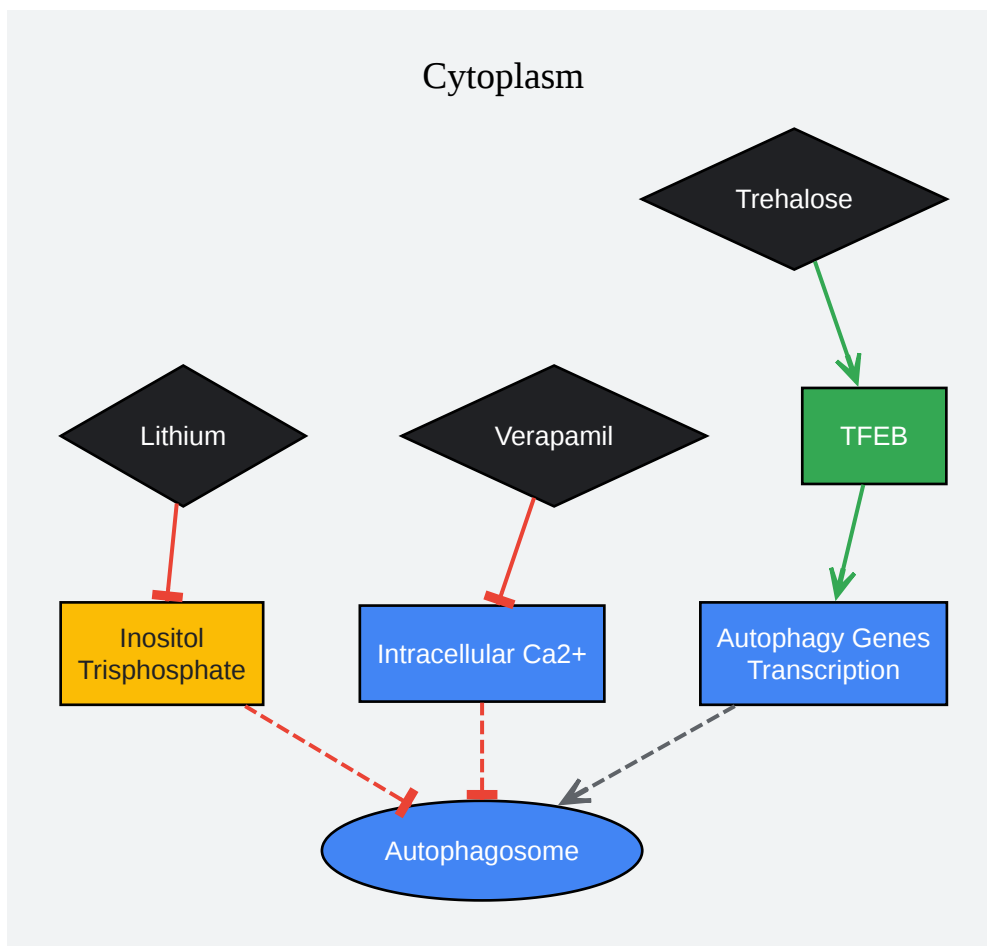 Cytoplasm
Trehalose
Lithium
Verapamil
TFEB
Inositol
Trisphosphate
Intracellular Ca2+
Autophagy Genes
Transcription
Autophagosome